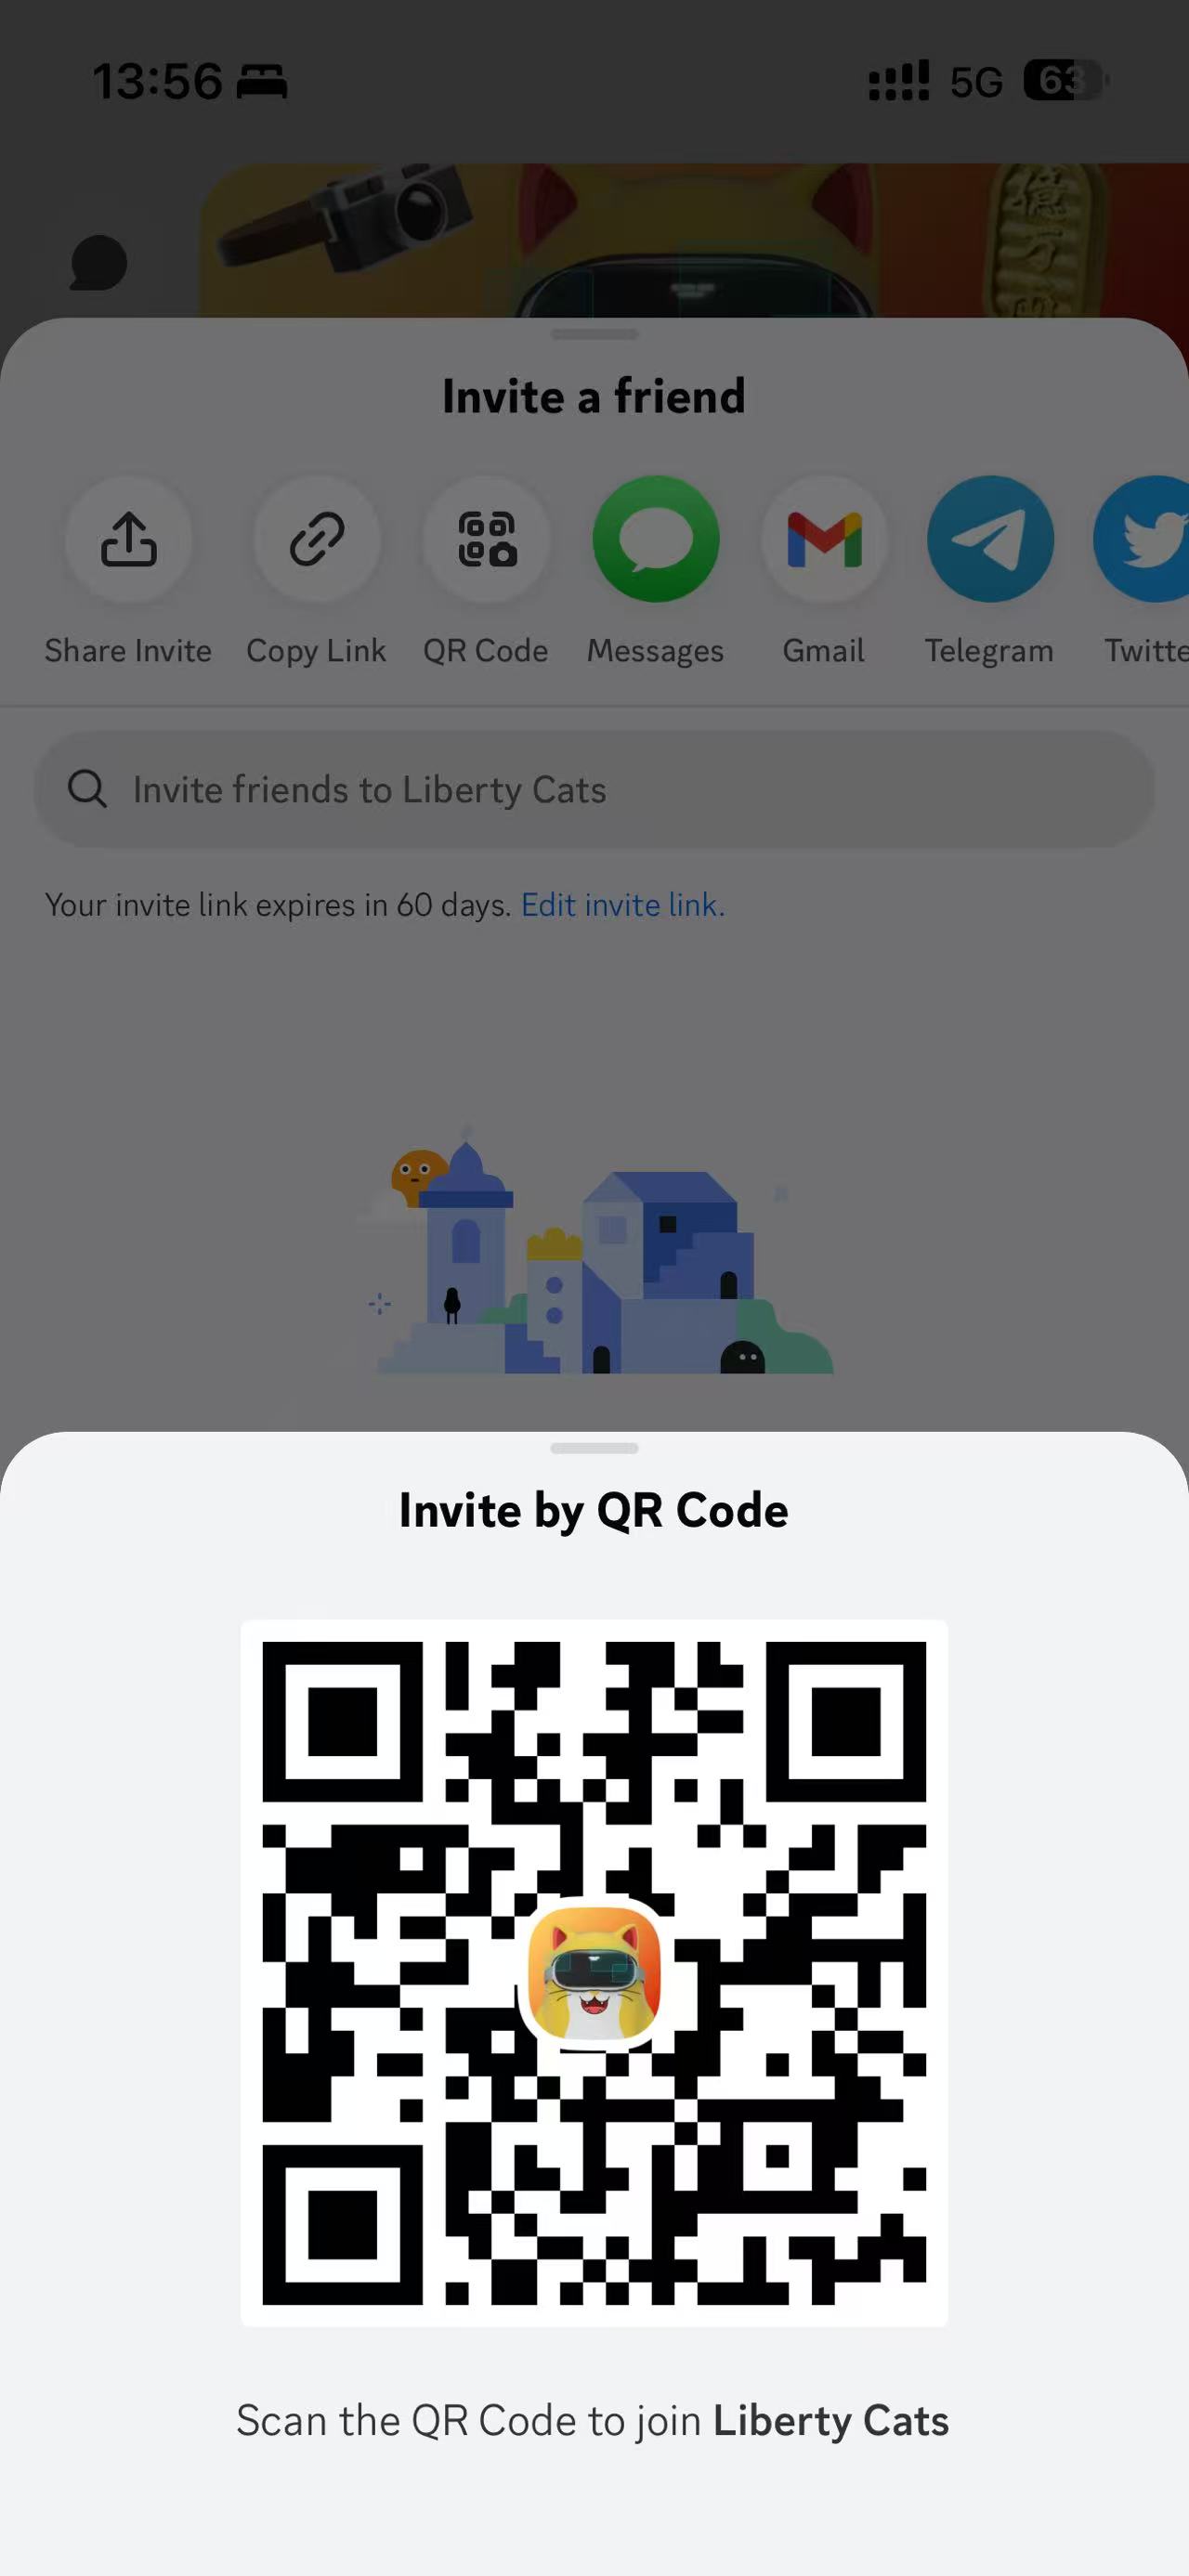 13:56
5G 63
億
万
Invite a friend
Share Invite
Copy Link
QR Code
Messages
Gmail
Telegram
Twitte
Invite friends to Liberty Cats
Your invite link expires in 60 days. Edit invite link.
Invite by QR Code
Scan the QR Code to join Liberty Cats